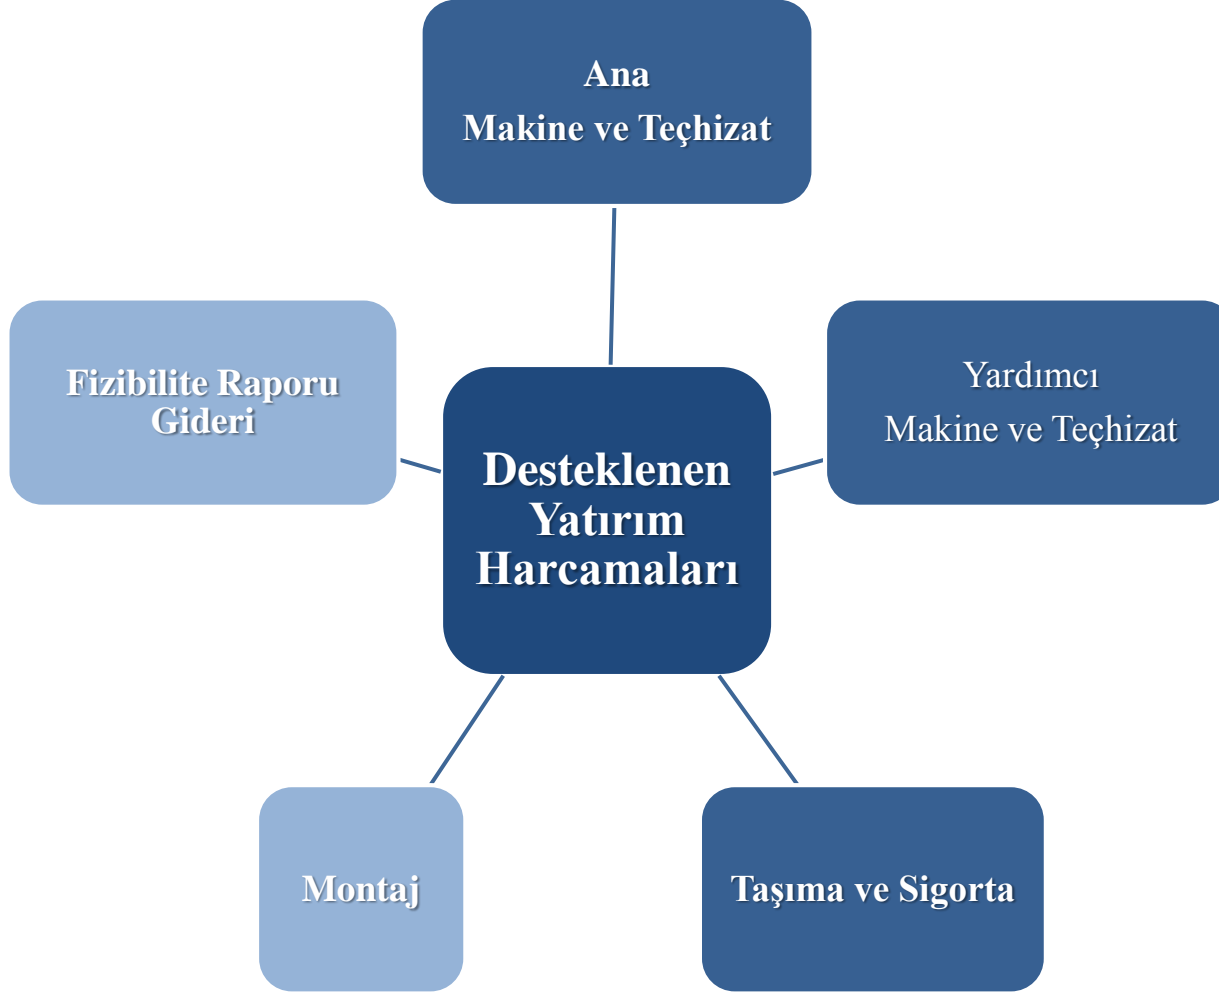 Ana
Makine ve Teçhizat
Fizibilite Raporu
Gideri
Yardımcı
Makine ve Teçhizat
Desteklenen
Yatırım
Harcamaları
Montaj
Taşıma ve Sigorta